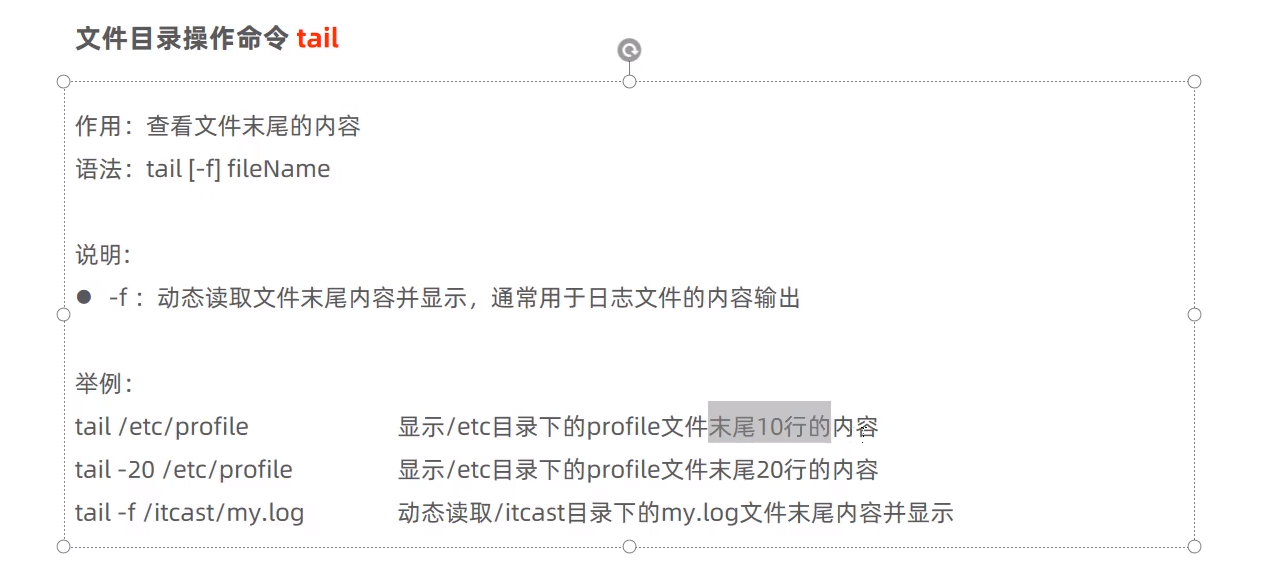 文件目录操作命令 tail
作用：查看文件末尾的内容
语法：tail [-f] fileName
说明：
● -f ：动态读取文件末尾内容并显示，通常用于日志文件的内容输出
举例：
tail /etc/profile 显示/etc目录下的profile文件末尾10行的内容
tail -20 /etc/profile 显示/etc目录下的profile文件末尾20行的内容
tail -f /itcast/my.log 动态读取/itcast目录下的my.log文件末尾内容并显示